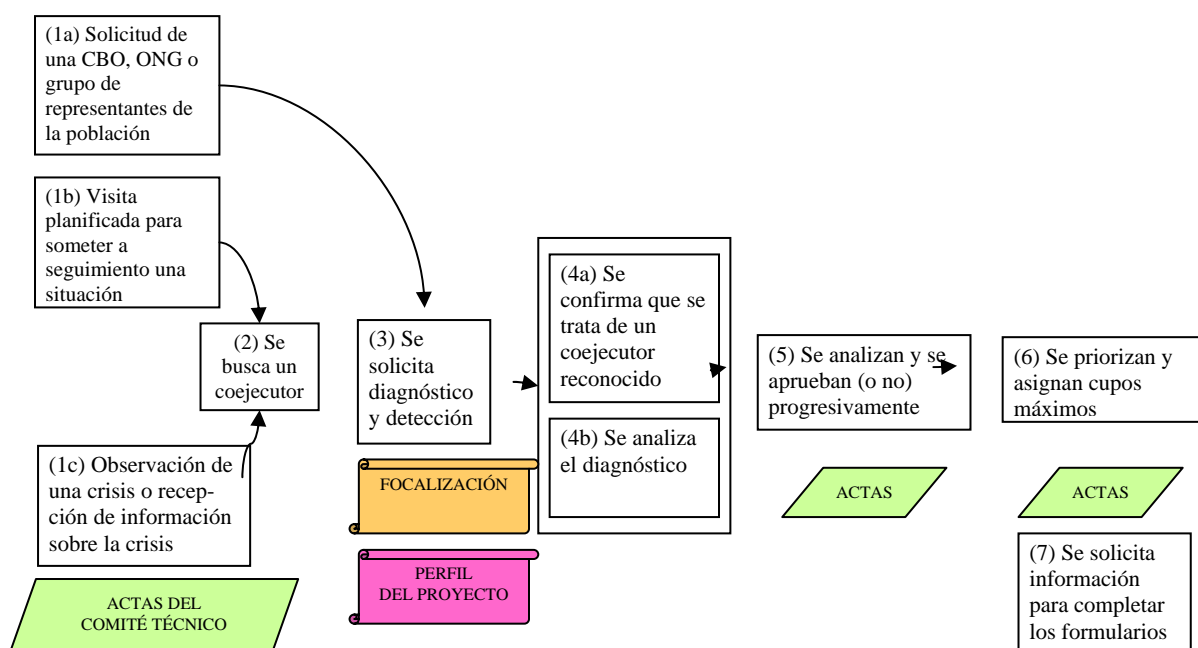 (1a) Solicitud de
una CBO, ONG o
grupo de
representantes de
la población
(1b) Visita
planificada para
someter a
seguimiento una
situación
(2) Se
busca un
coejecutor
(1c) Observación de
una crisis o recep-
ción de información
sobre la crisis
ACTAS DEL
COMITÉ TÉCNICO
(3) Se
solicita
diagnóstico
y detección
FOCALIZACIÓN
PERFIL
DEL PROYECTO
(4a) Se
confirma que se
trata de un
coejecutor
reconocido
(4b) Se analiza
el diagnóstico
(5) Se analizan y se
aprueban (o no)
progresivamente
ACTAS
(6) Se priorizan y
asignan cupos
máximos
ACTAS
(7) Se solicita
información
para completar
los formularios